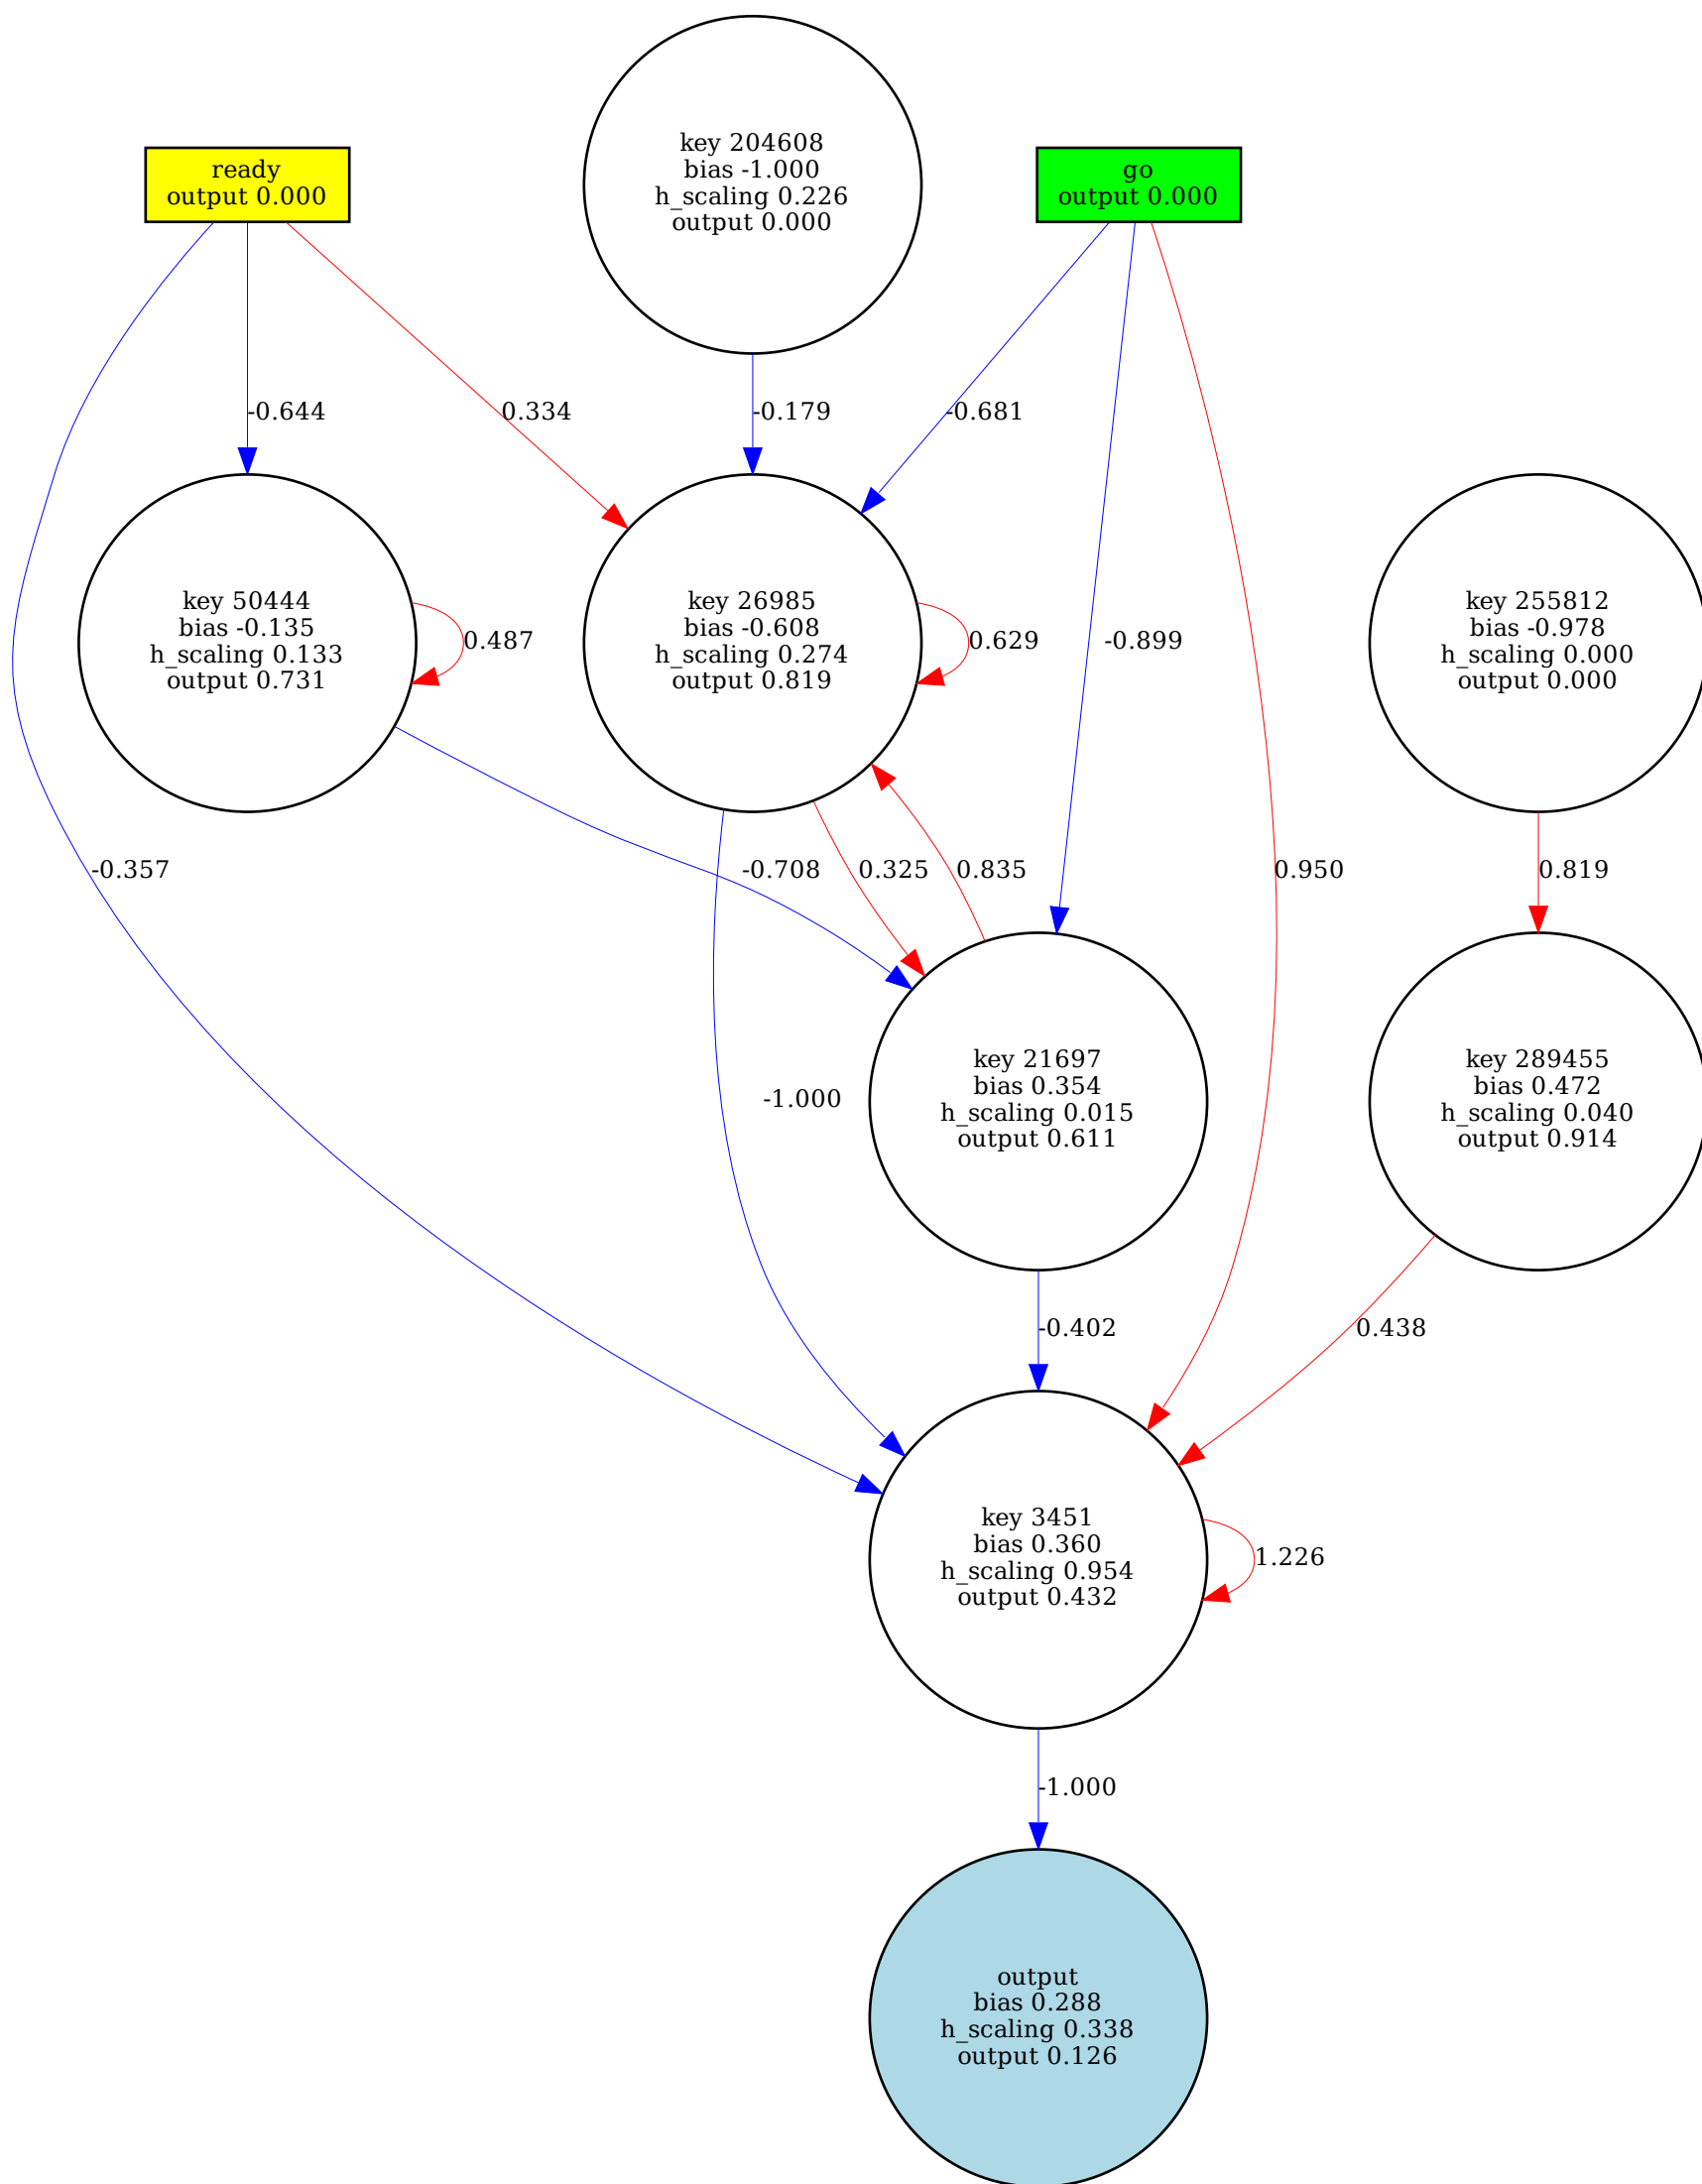 key 204608
bias -1.000
h_scaling 0.226
output 0.000
ready
output 0.000
go
output 0.000
-0.644
0.334
-0.179
-0.681
key 50444
bias -0.135
h_scaling 0.133
output 0.731
0.487
key 26985
bias -0.608
h_scaling 0.274
output 0.819
0.629
-0.899
key 255812
bias -0.978
h_scaling 0.000
output 0.000
-0.357
-0.708
0.325
0.835
0.950
0.819
-1.000
key 21697
bias 0.354
h_scaling 0.015
output 0.611
key 289455
bias 0.472
h_scaling 0.040
output 0.914
-0.402
0.438
key 3451
bias 0.360
h_scaling 0.954
output 0.432
1.226
-1.000
output
bias 0.288
h_scaling 0.338
output 0.126